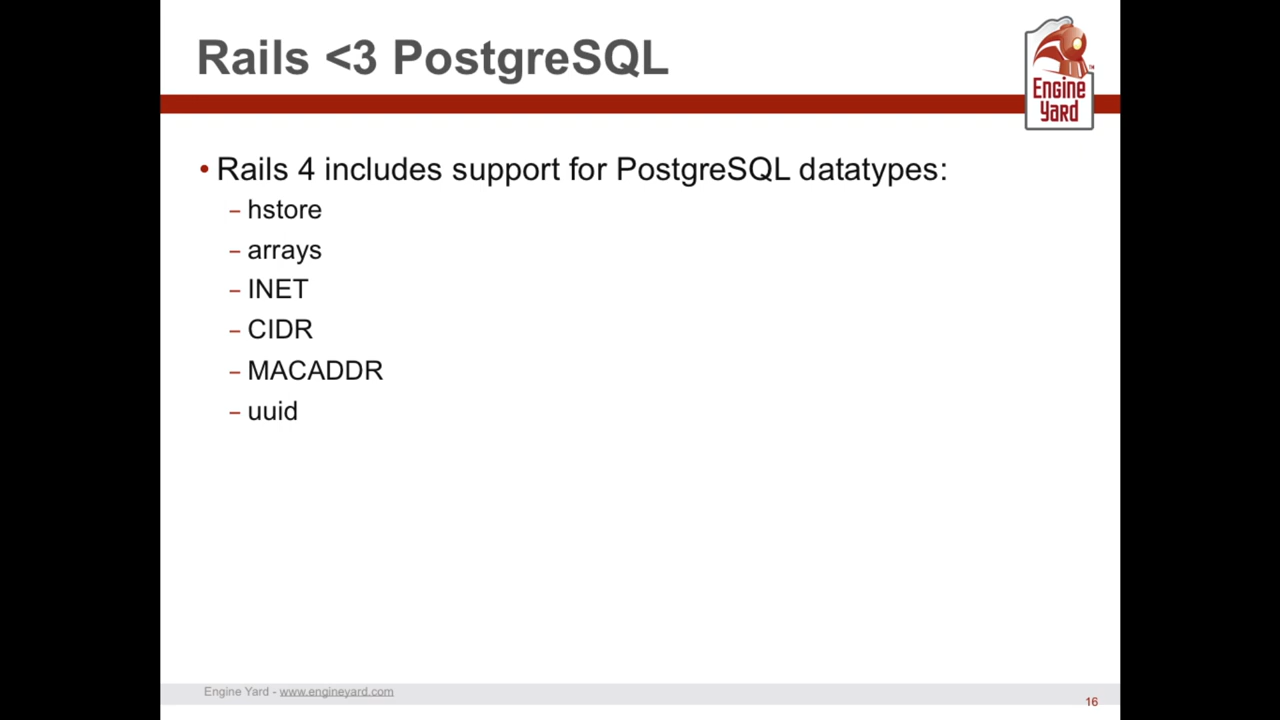 Rails <3 PostgreSQL
Engine
Yard
™
• Rails 4 includes support for PostgreSQL datatypes:
– hstore
– arrays
– INET
– CIDR
– MACADDR
– uuid
Engine Yard - www.engineyard.com
16